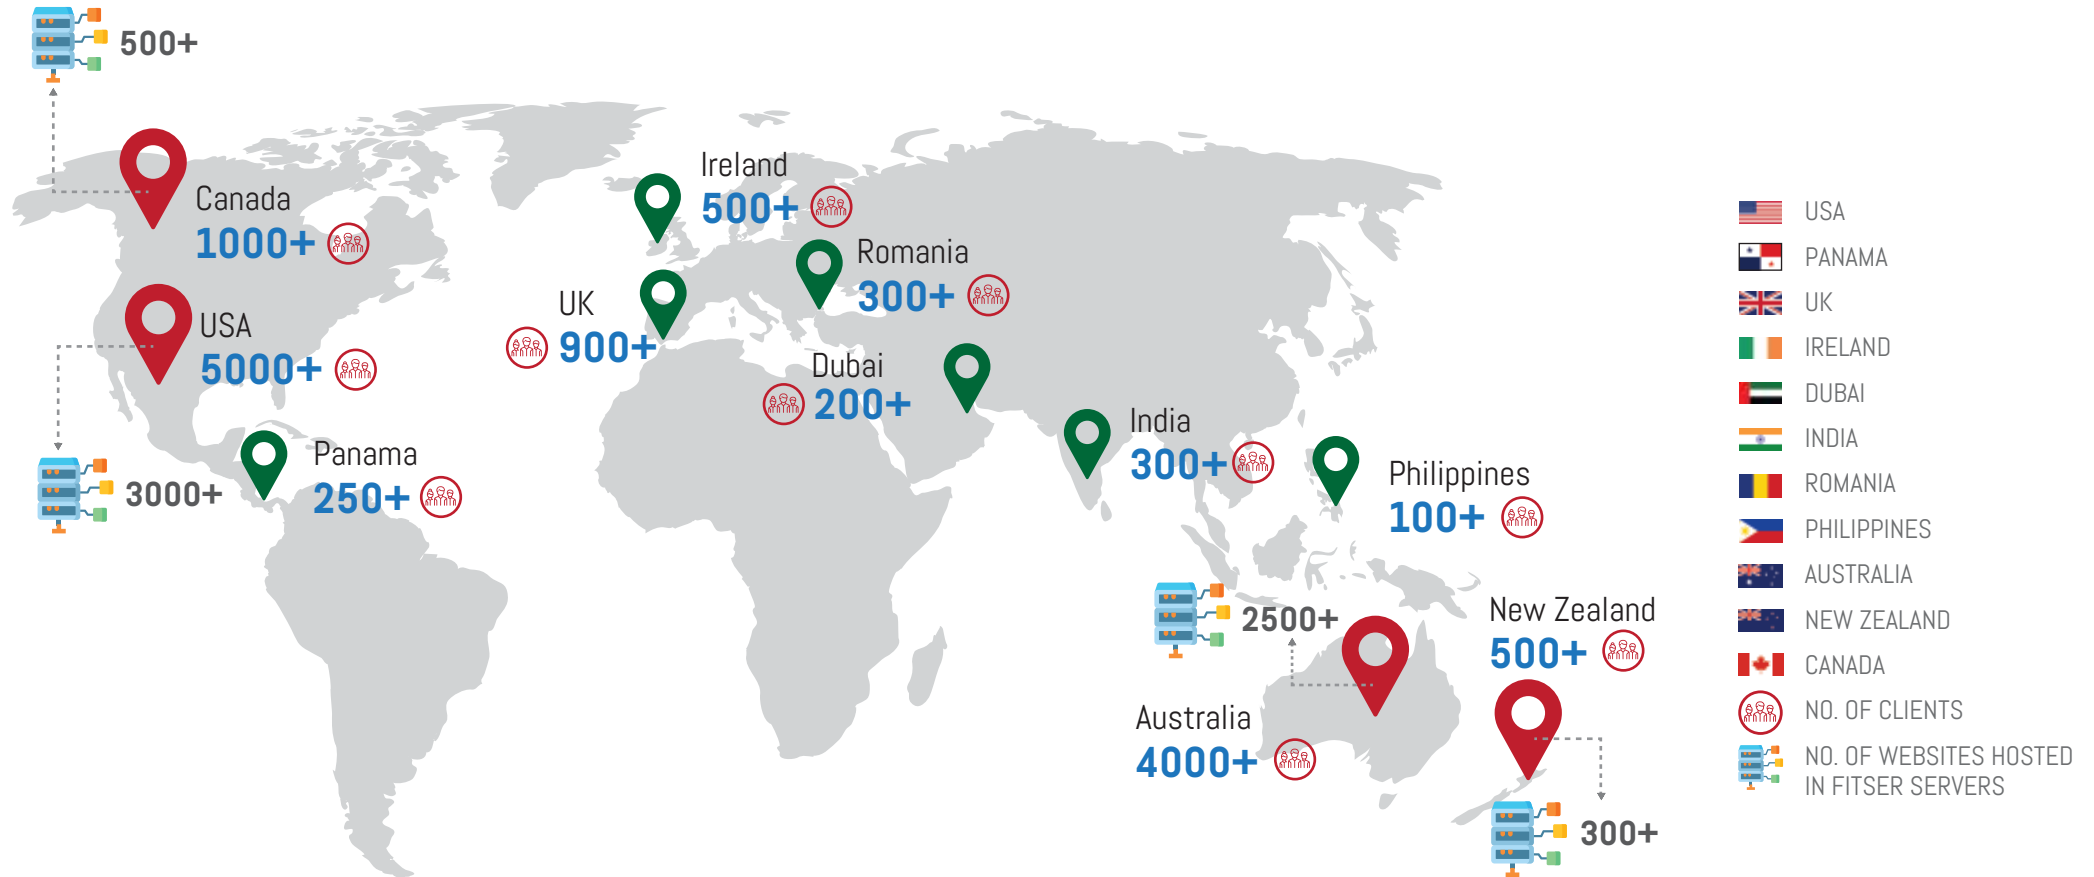 500+
Canada
1000+
USA
5000+
3000+
Panama
250+
Ireland
500+
Romania
300+
UK
900+
Dubai
200+
India
300+
Philippines
100+
2500+
Australia
4000+
New Zealand
500+
300+
USA
PANAMA
UK
IRELAND
DUBAI
INDIA
ROMANIA
PHILIPPINES
AUSTRALIA
NEW ZEALAND
CANADA
NO. OF CLIENTS
NO. OF WEBSITES HOSTED
IN FITSER SERVERS